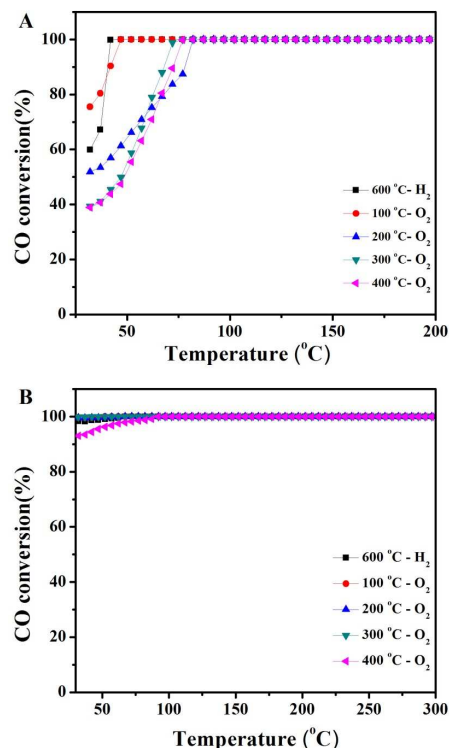 A
CO conversion(%)
100
80
60
40
20
0
600 °C- H₂
100 °C- O₂
200 °C- O₂
300 °C- O₂
400 °C- O₂
50 100 150 200
Temperature (°C)
B
CO conversion(%)
100
80
60
40
20
0
600 °C - H₂
100 °C - O₂
200 °C - O₂
300 °C - O₂
400 °C - O₂
50 100 150 200 250 300
Temperature (°C)